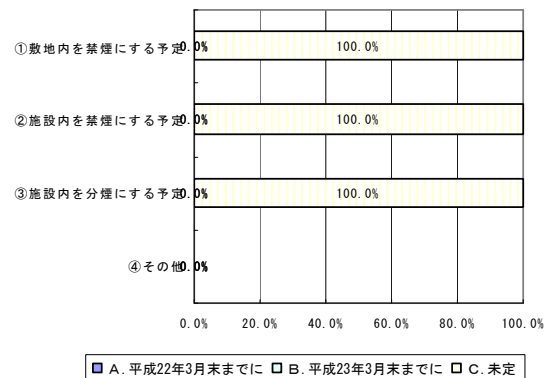 ①敷地内を禁煙にする予定 0.0% 100.0%
②施設内を禁煙にする予定 0.0% 100.0%
③施設内を分煙にする予定 0.0% 100.0%
④その他 0.0%
0.0% 20.0% 40.0% 60.0% 80.0% 100.0%
A.平成22年3月末までに B.平成23年3月末までに C.未定